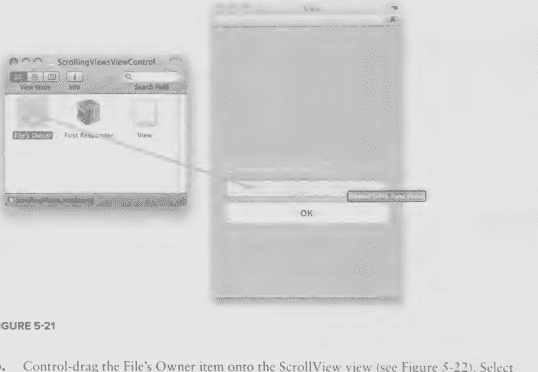 View
ScrollingViewsViewControl...
View Mode Info Search Field
File's Owner First Responder View
OK
IGURE 5-21
Control-drag the File's Owner item onto the ScrollView view (see Figure 5-22). Select